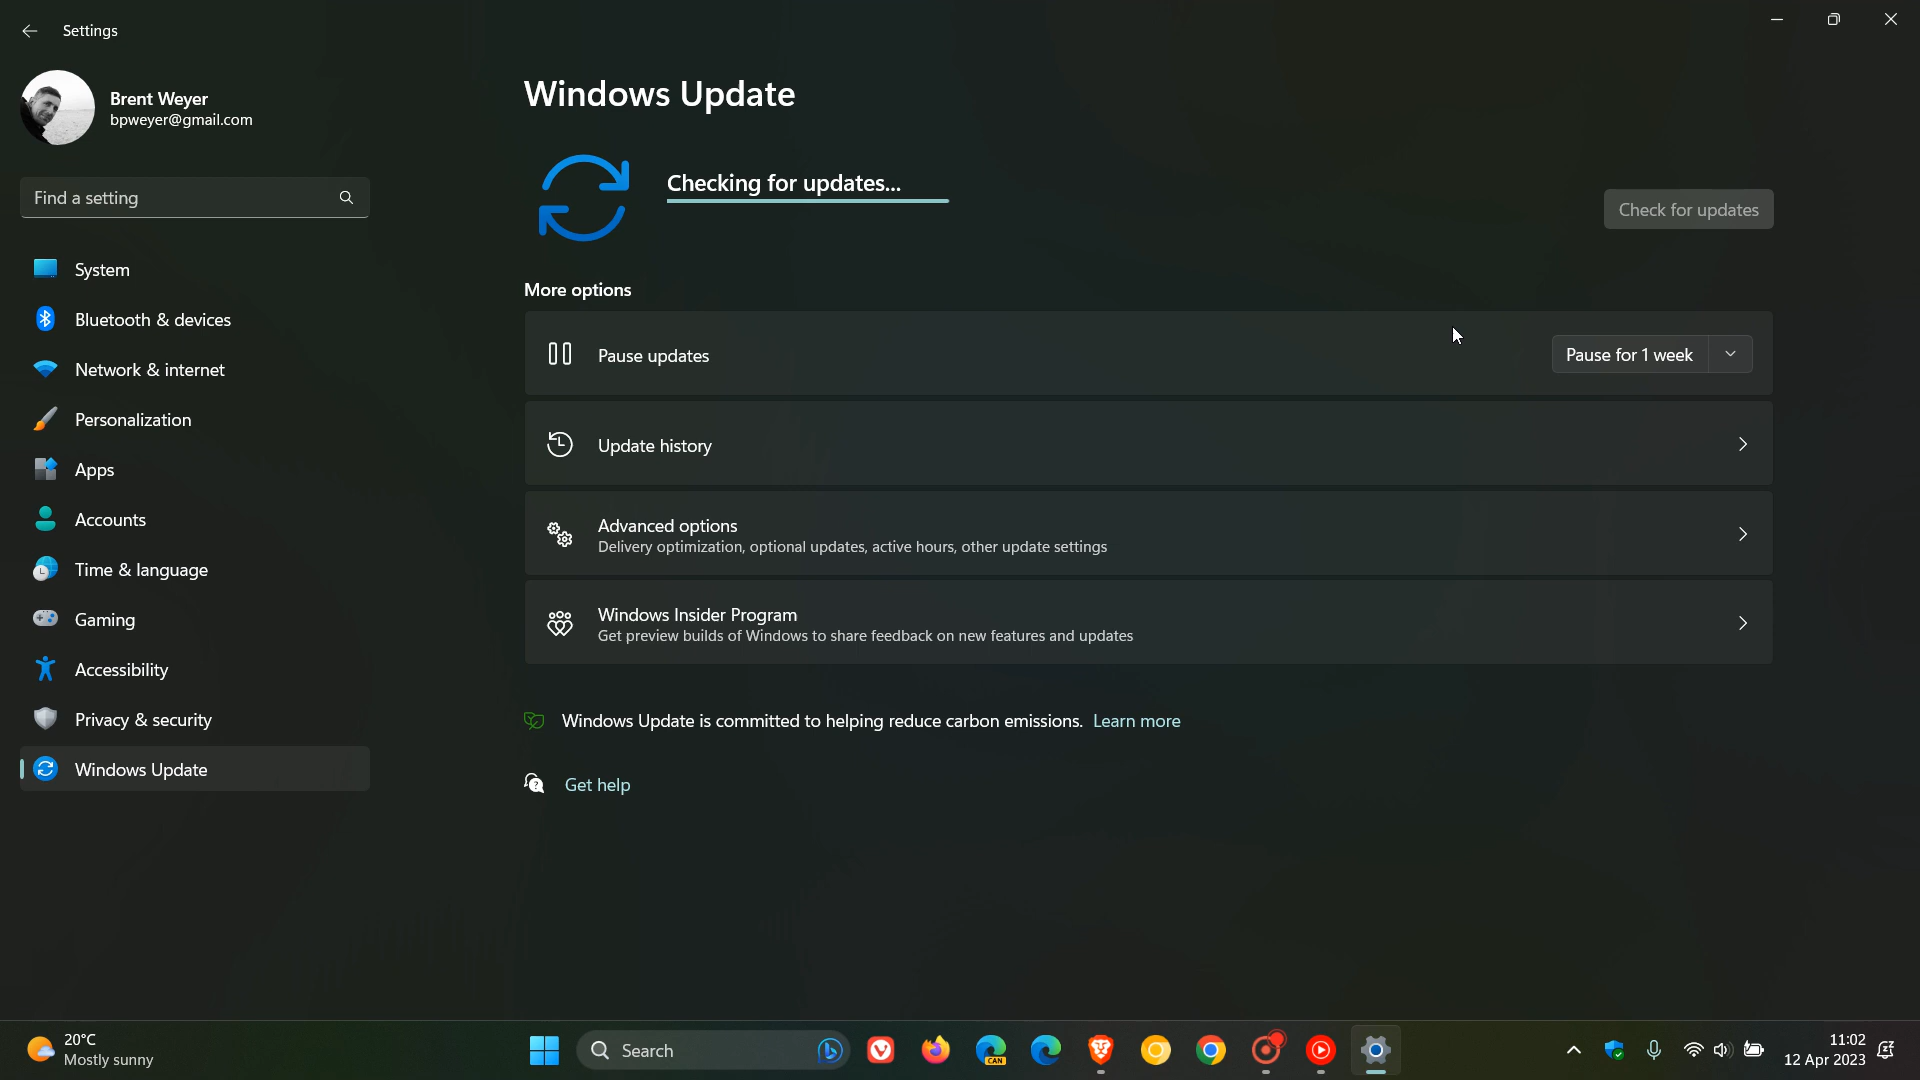 Settings
Brent Weyer
bpweyer@gmail.com
Find a setting
System
Bluetooth & devices
Network & internet
Personalization
Apps
Accounts
Time & language
Gaming
Accessibility
Privacy & security
Windows Update
Windows Update
Checking for updates...
Check for updates
More options
Pause updates
Pause for 1 week
Update history
Advanced options
Delivery optimization, optional updates, active hours, other update settings
Windows Insider Program
Get preview builds of Windows to share feedback on new features and updates
Windows Update is committed to helping reduce carbon emissions. Learn more
Get help
20°C
Mostly sunny
Search
CAN
11:02
12 Apr 2023